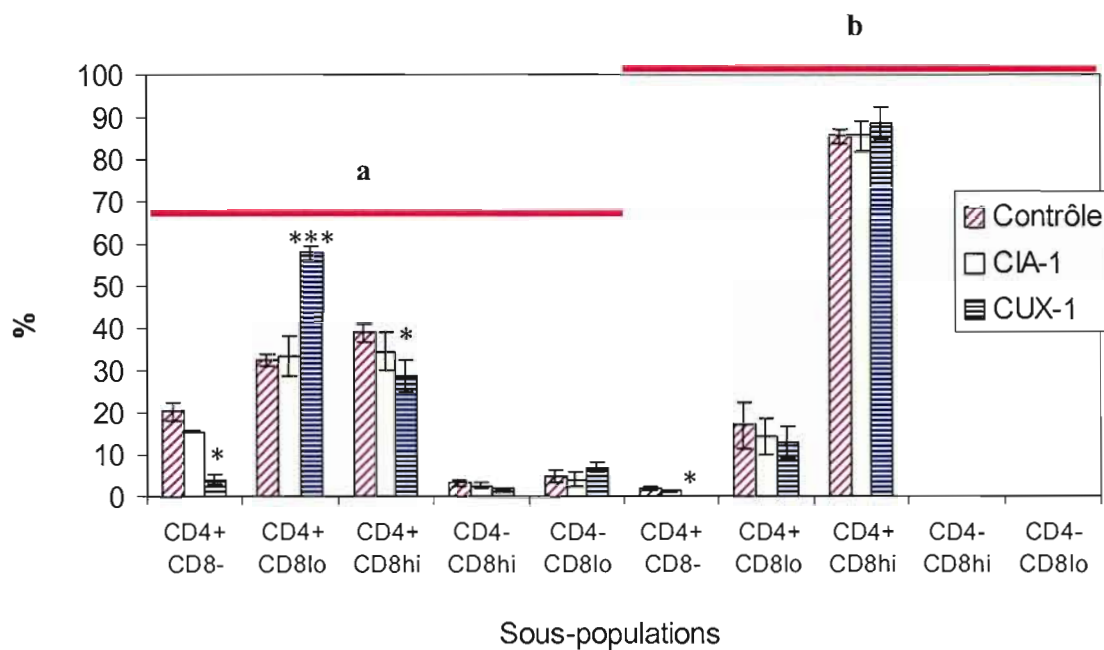 b
100
90
80
70
60
50
40
30
20
10
0
%
a
***
*
*
*
Contrôle
CIA-1
CUX-1
CD4+ CD4+ CD4+ CD4- CD4- CD4+ CD4+ CD4+ CD4- CD4-
CD8- CD8lo CD8hi CD8hi CD8lo CD8- CD8lo CD8hi CD8hi CD8lo
Sous-populations